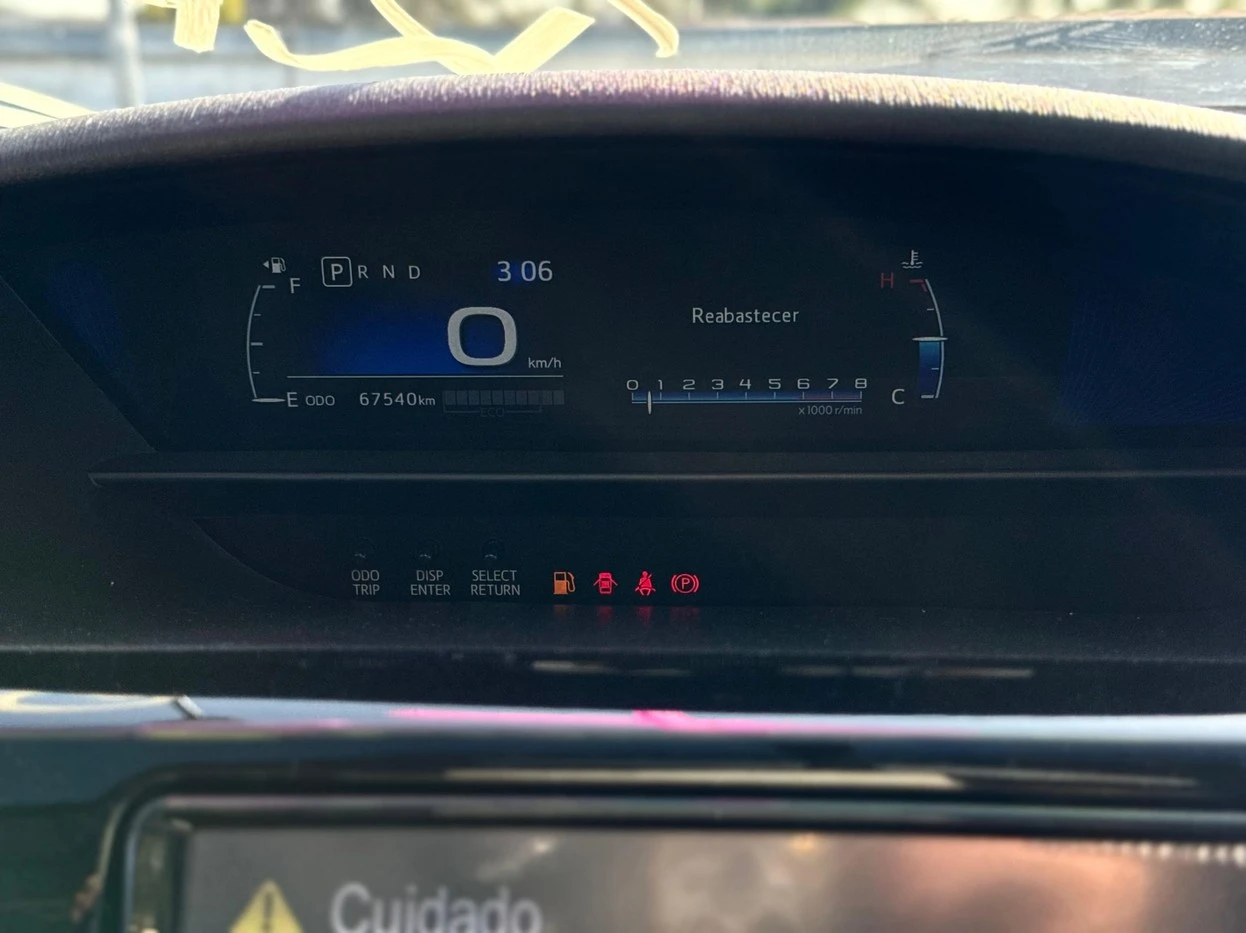 F P R N D 3 06
Reabastecer
H
0
km/h
E ODO 67540km
ECO
0 1 2 3 4 5 6 7 8
x1000 r/min
C
ODO
TRIP
DISP
ENTER
SELECT
RETURN
P
Cuidado